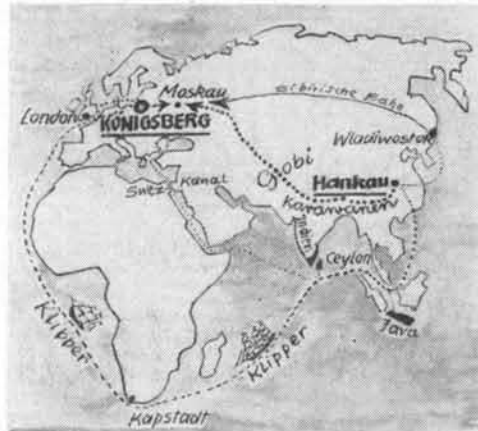 London
Moskau
KÖNIGSBERG
sibirische Bahn
Wladiwostok
Gobi
Hankau
Karawanen
Suez Kanal
Indien
Ceylon
Java
Klipper
Klipper
Kapstadt